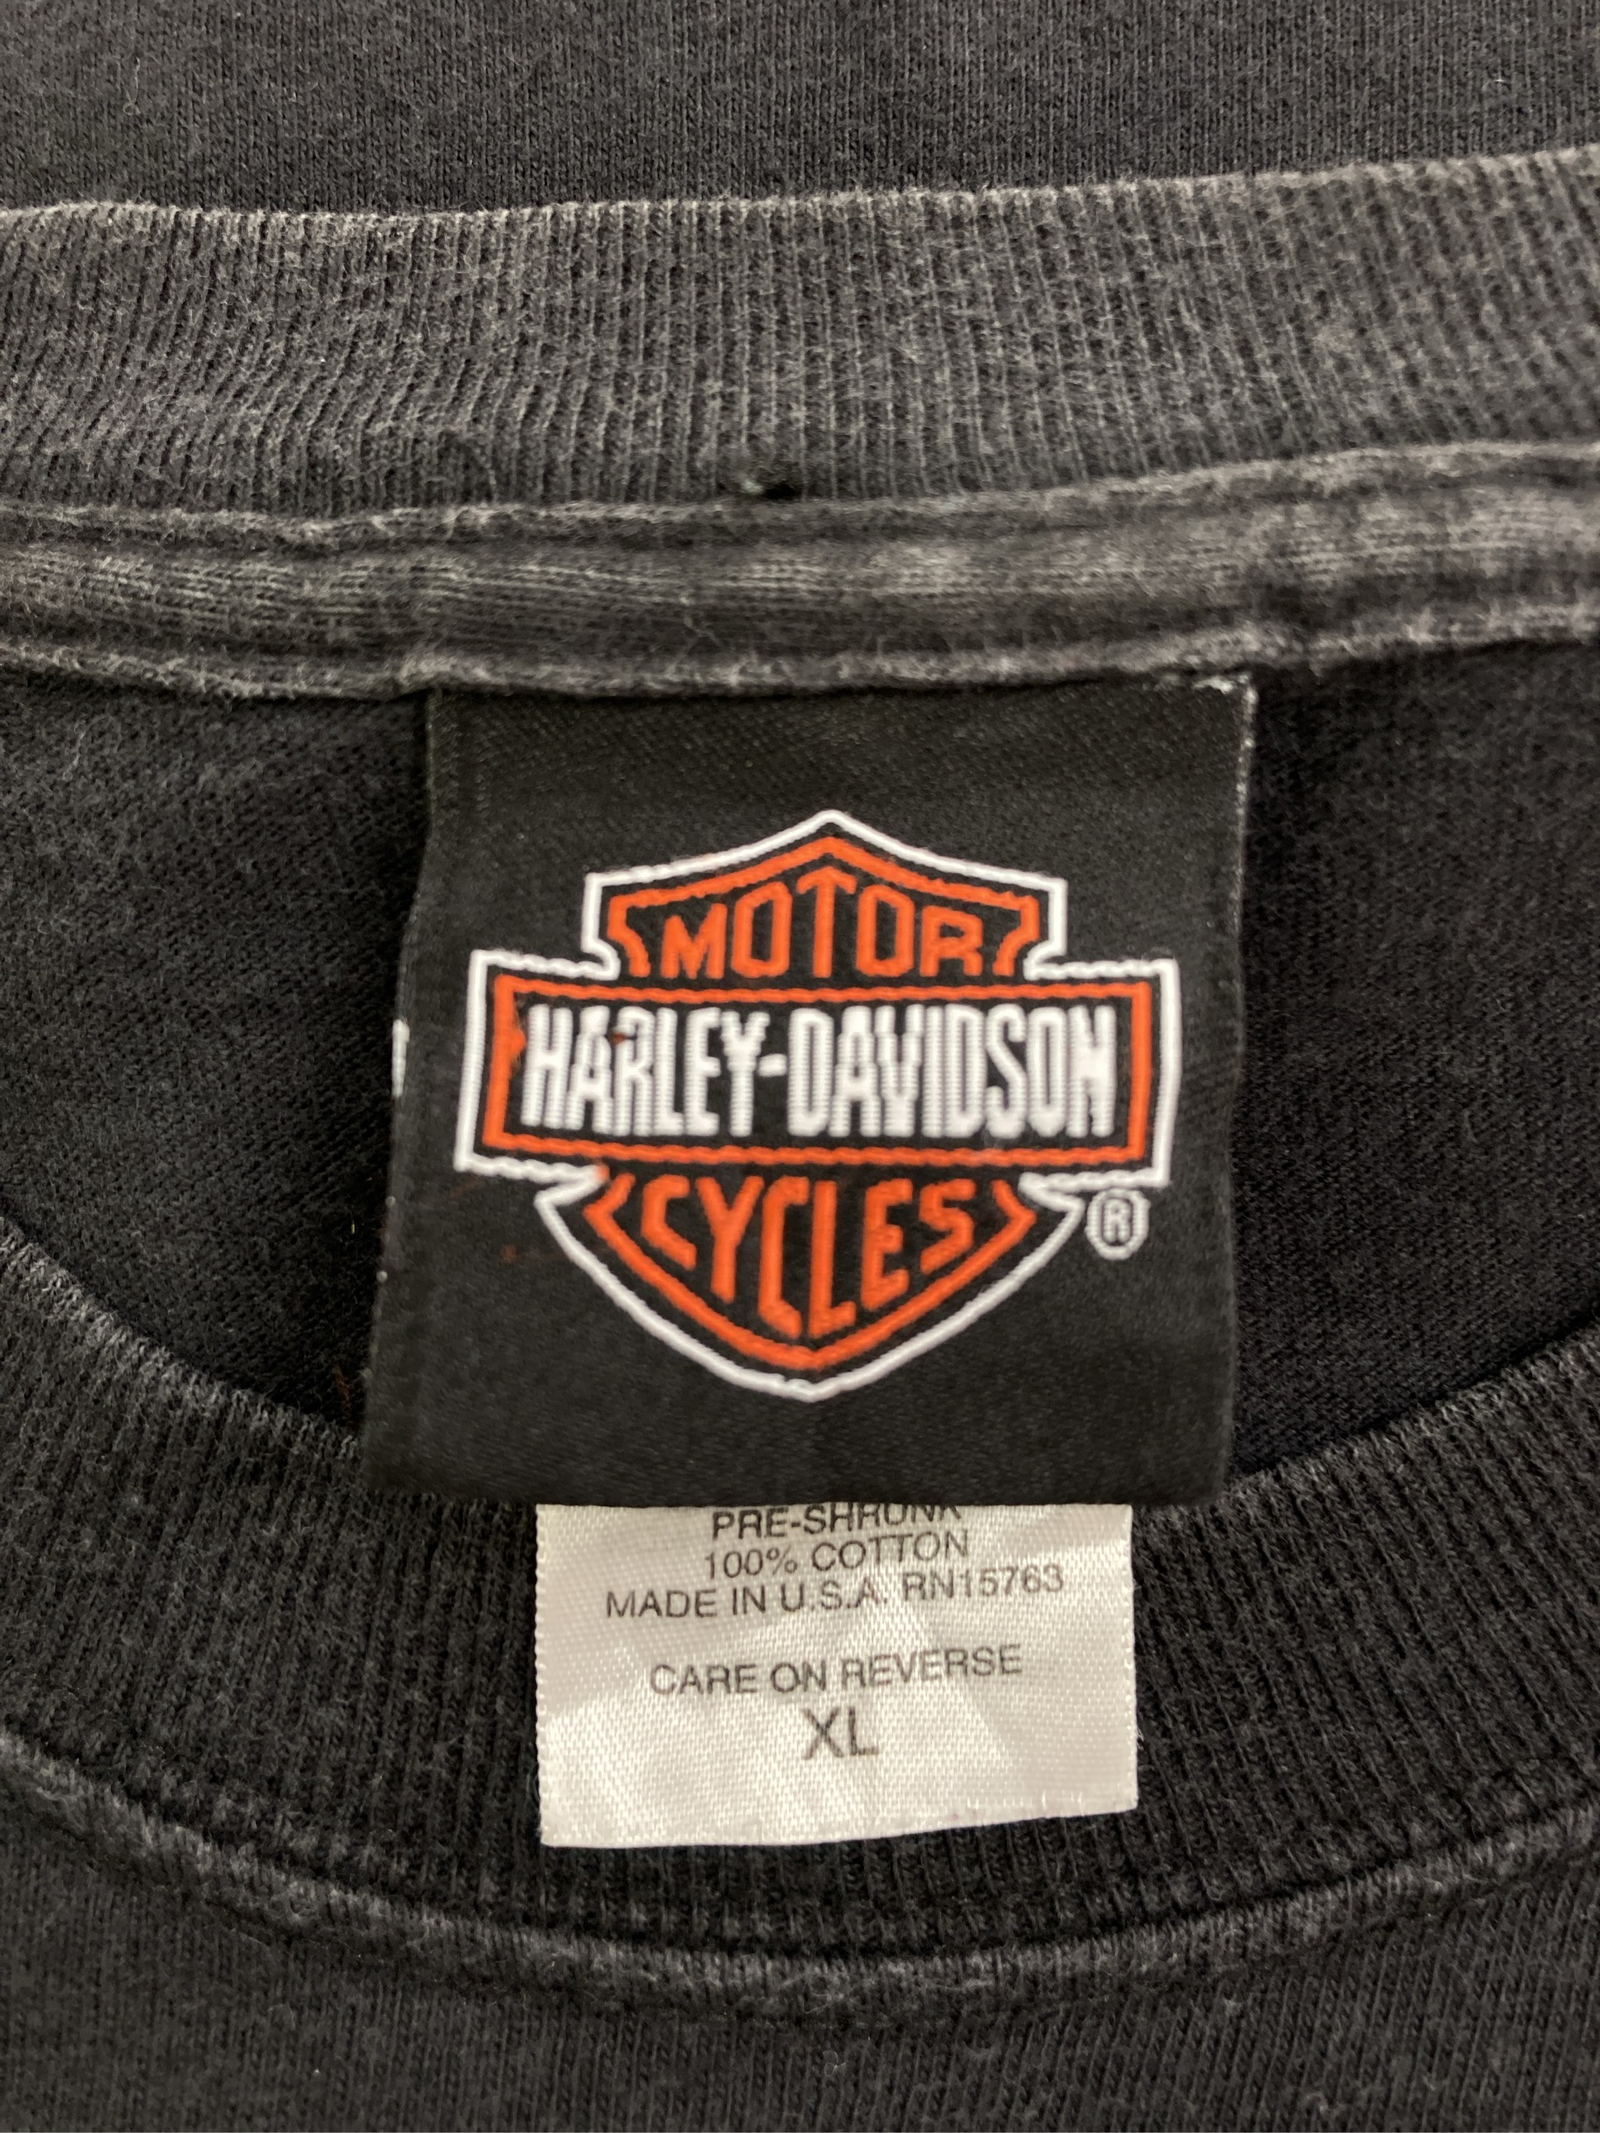 MOTOR
HARLEY-DAVIDSON
CYCLES
®
PRE-SHRUNK
100% COTTON
MADE IN U.S.A. RN15763
CARE ON REVERSE
XL